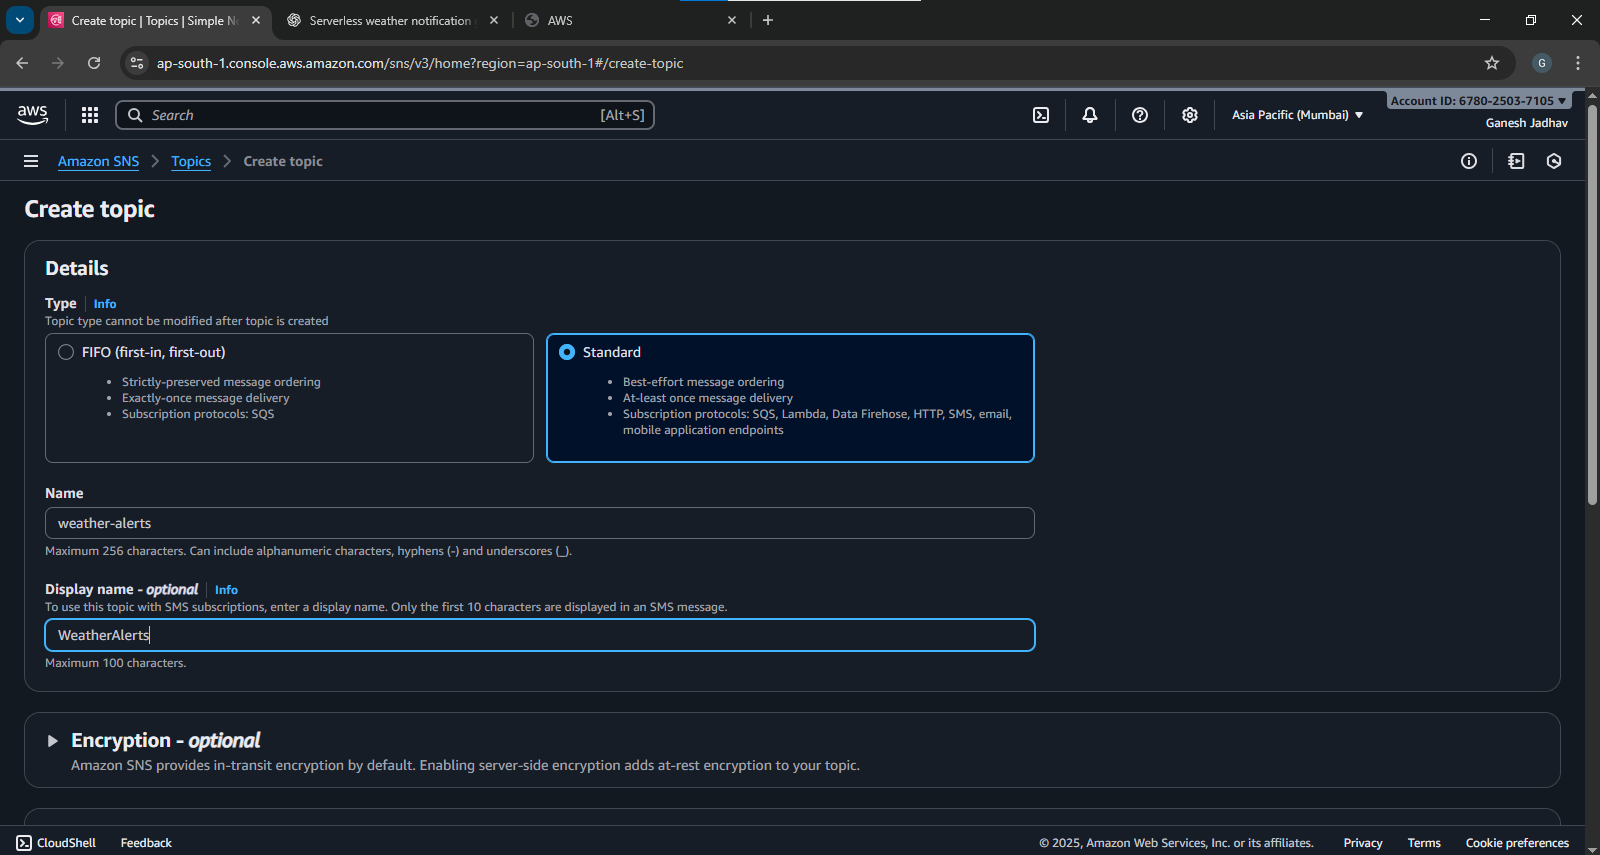 Create topic | Topics | Simple N
Serverless weather notification
AWS
ap-south-1.console.aws.amazon.com/sns/v3/home?region=ap-south-1#/create-topic
G
aws
Search
[Alt+S]
Asia Pacific (Mumbai)
Account ID: 6780-2503-7105
Ganesh Jadhav
Amazon SNS
Topics
Create topic
Create topic
Details
Type
Info
Topic type cannot be modified after topic is created
FIFO (first-in, first-out)
• Strictly-preserved message ordering
• Exactly-once message delivery
• Subscription protocols: SQS
Standard
• Best-effort message ordering
• At-least once message delivery
• Subscription protocols: SQS, Lambda, Data Firehose, HTTP, SMS, email,
mobile application endpoints
Name
weather-alerts
Maximum 256 characters. Can include alphanumeric characters, hyphens (-) and underscores (_).
Display name - optional
Info
To use this topic with SMS subscriptions, enter a display name. Only the first 10 characters are displayed in an SMS message.
WeatherAlerts
Maximum 100 characters.
Encryption - optional
Amazon SNS provides in-transit encryption by default. Enabling server-side encryption adds at-rest encryption to your topic.
CloudShell
Feedback
© 2025, Amazon Web Services, Inc. or its affiliates.
Privacy
Terms
Cookie preferences